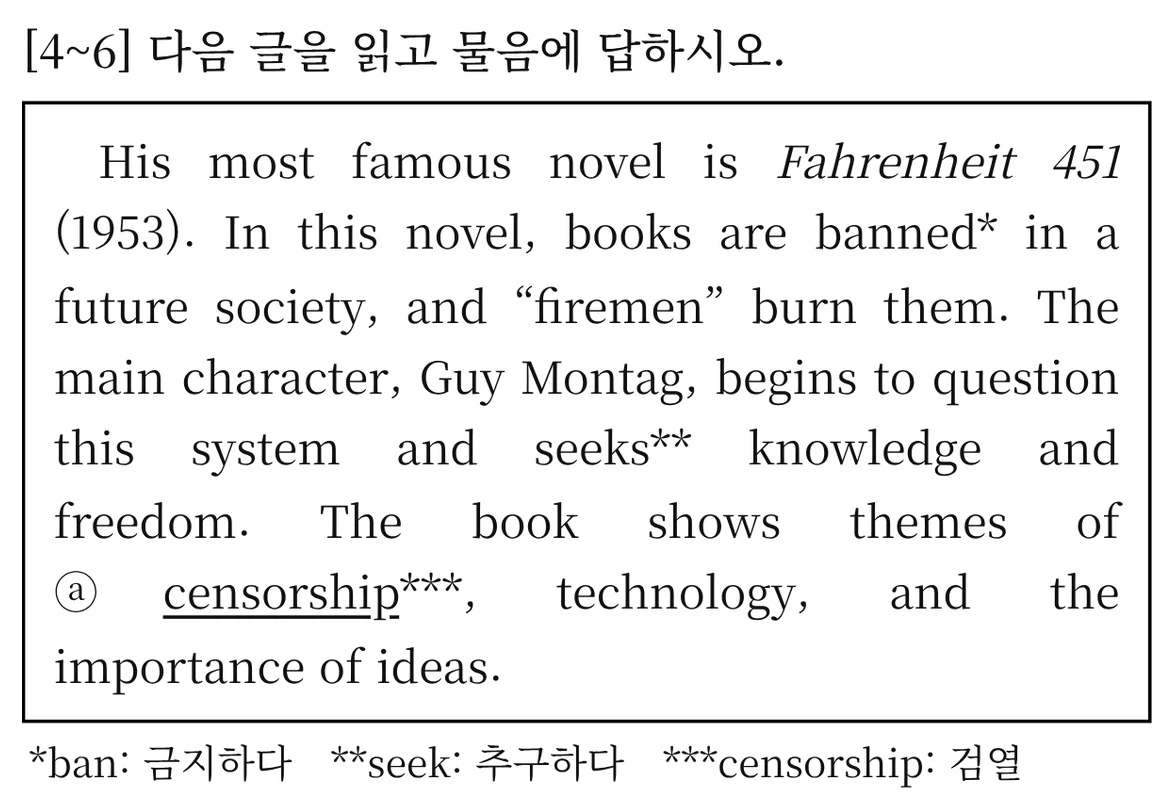 [4~6] 다음 글을 읽고 물음에 답하시오.
His most famous novel is Fahrenheit 451
(1953). In this novel, books are banned* in a
future society, and “firemen” burn them. The
main character, Guy Montag, begins to question
this system and seeks** knowledge and
freedom. The book shows themes of
ⓐ censorship***, technology, and the
importance of ideas.
*ban: 금지하다 **seek: 추구하다 ***censorship: 검열